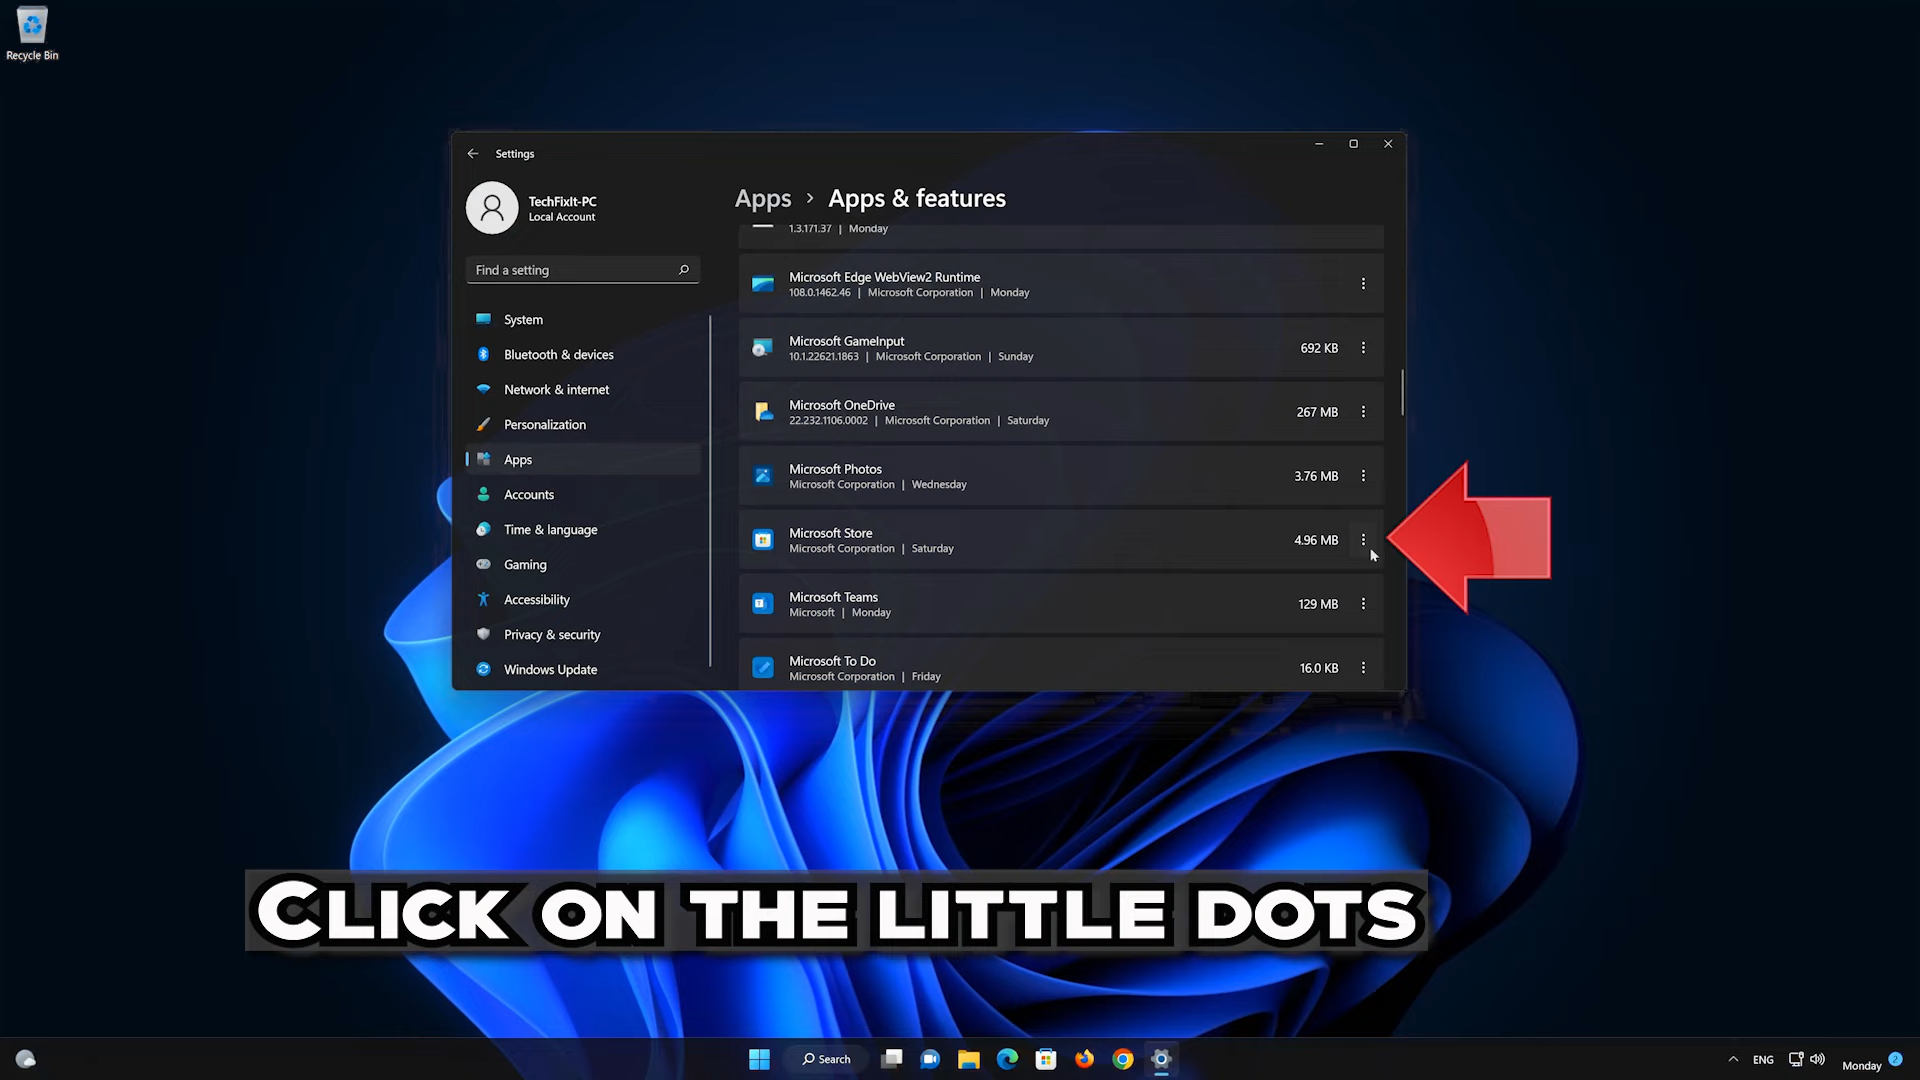 Recycle Bin
Settings
TechFixIt-PC
Local Account
Find a setting
System
Bluetooth & devices
Network & internet
Personalization
Apps
Accounts
Time & language
Gaming
Accessibility
Privacy & security
Windows Update
Apps > Apps & features
1.3.171.37 | Monday
Microsoft Edge WebView2 Runtime
108.0.1462.46 | Microsoft Corporation | Monday
Microsoft GameInput
10.1.22621.1863 | Microsoft Corporation | Sunday
692 KB
Microsoft OneDrive
22.232.1106.0002 | Microsoft Corporation | Saturday
267 MB
Microsoft Photos
Microsoft Corporation | Wednesday
3.76 MB
Microsoft Store
Microsoft Corporation | Saturday
4.96 MB
Microsoft Teams
Microsoft | Monday
129 MB
Microsoft To Do
Microsoft Corporation | Friday
16.0 KB
CLICK ON THE LITTLE DOTS
Search
ENG
Monday
2